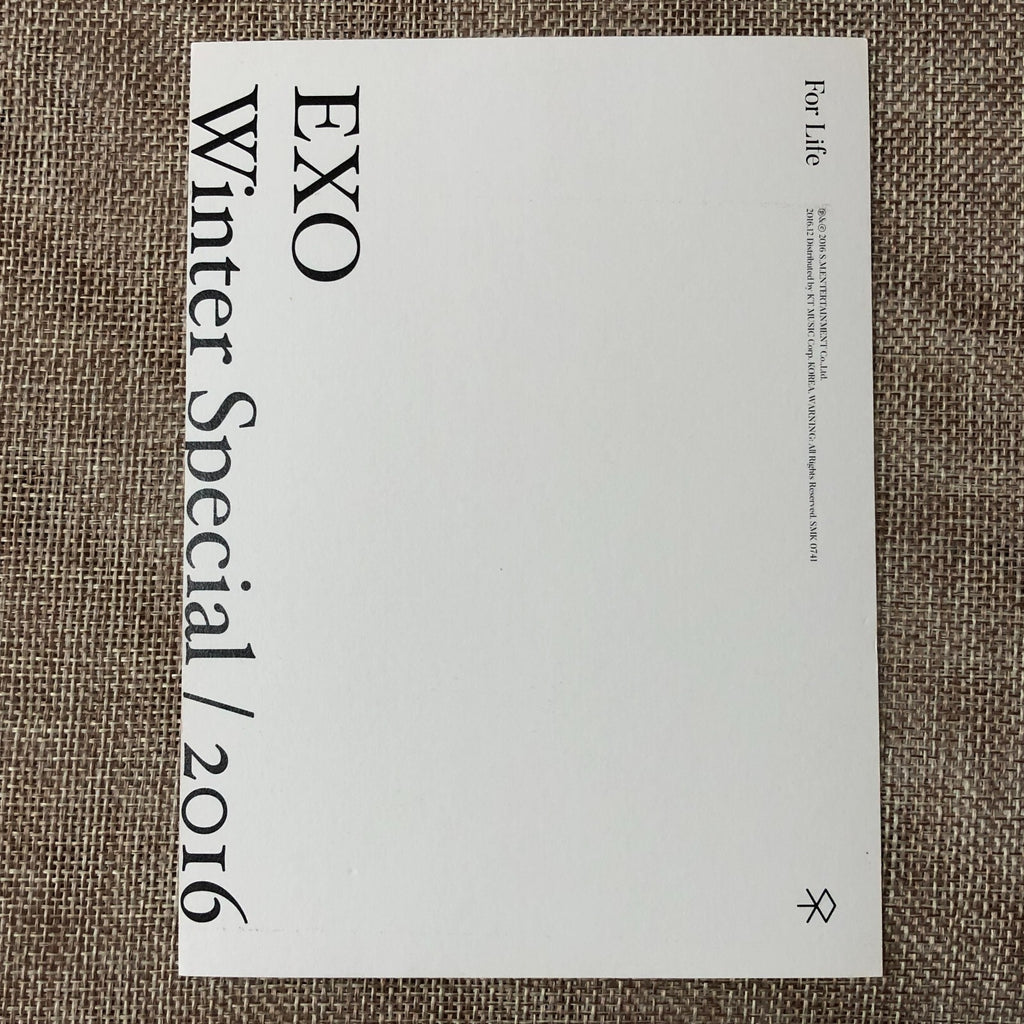 For Life
℗&© 2016 S.M.ENTERTAINMENT Co.,Ltd.
2016.12 Distributed by KT MUSIC Corp. KOREA. WARNING: All Rights Reserved. SMK 0741
EXO
Winter Special / 2016